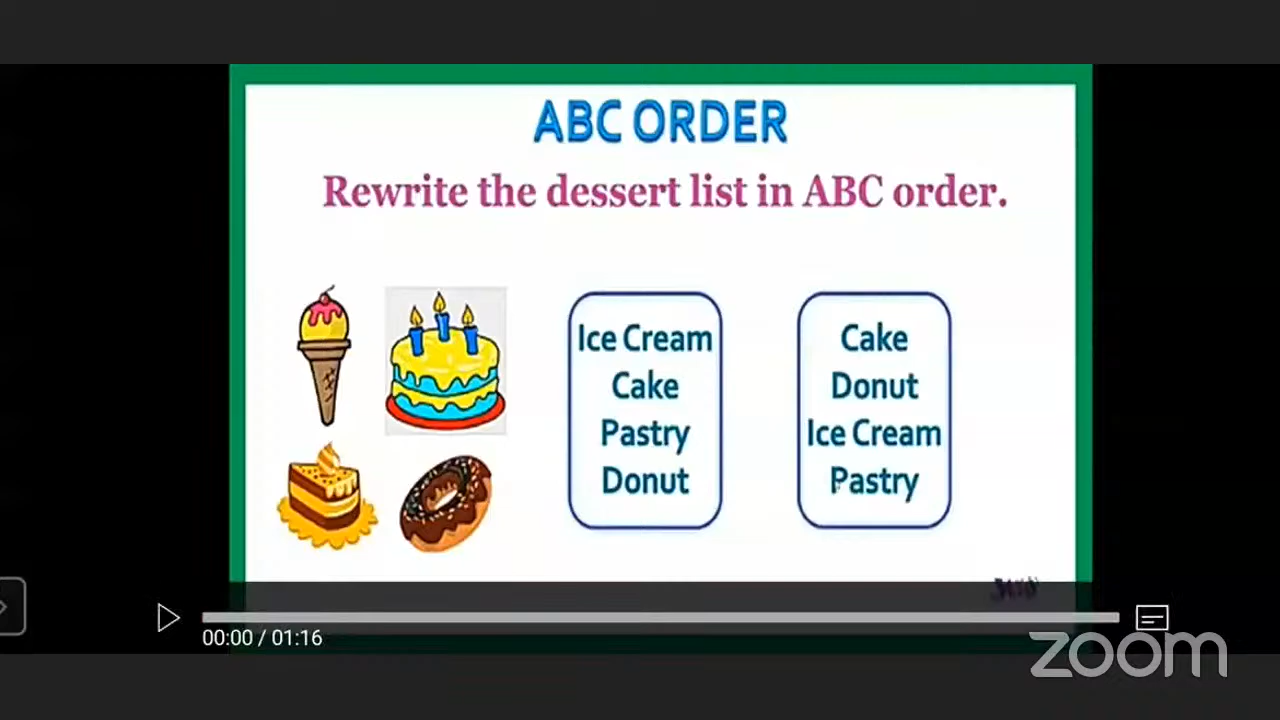 ABC ORDER
Rewrite the dessert list in ABC order.
Ice Cream
Cake
Pastry
Donut
Cake
Donut
Ice Cream
Pastry
00:00 / 01:16
zoom